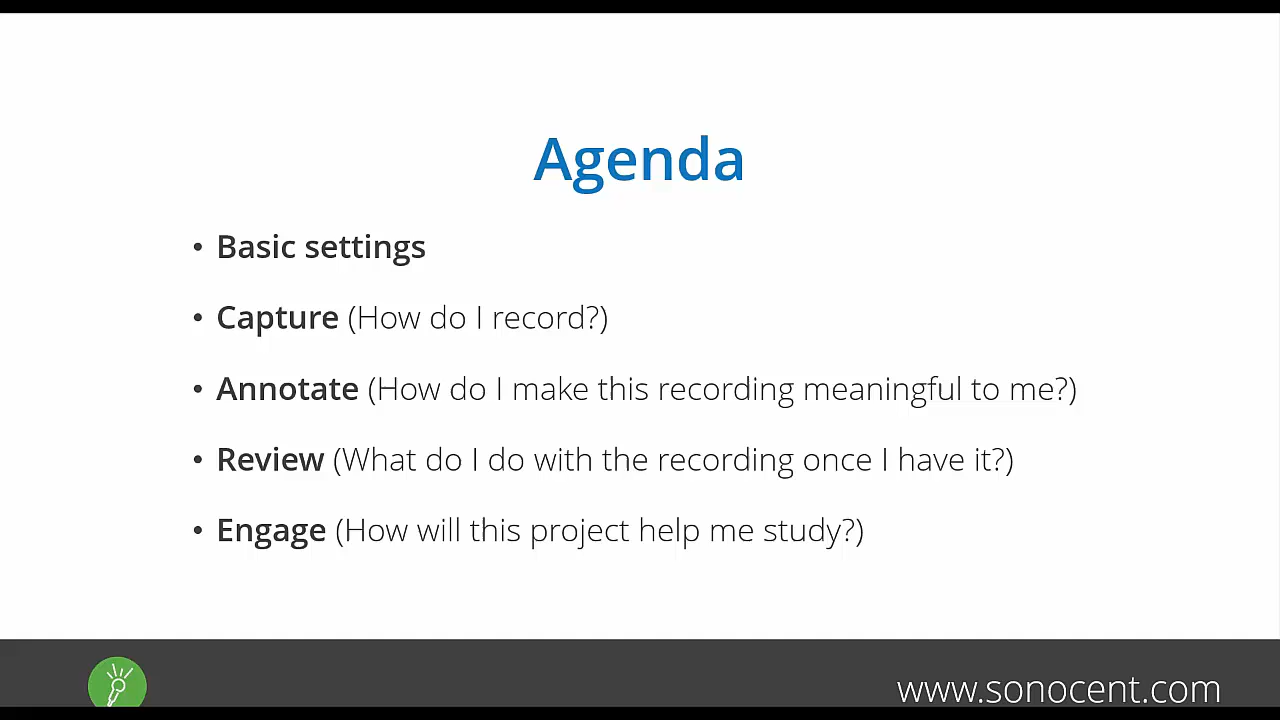 Agenda
• Basic settings
• Capture (How do I record?)
• Annotate (How do I make this recording meaningful to me?)
• Review (What do I do with the recording once I have it?)
• Engage (How will this project help me study?)
www.sonocent.com